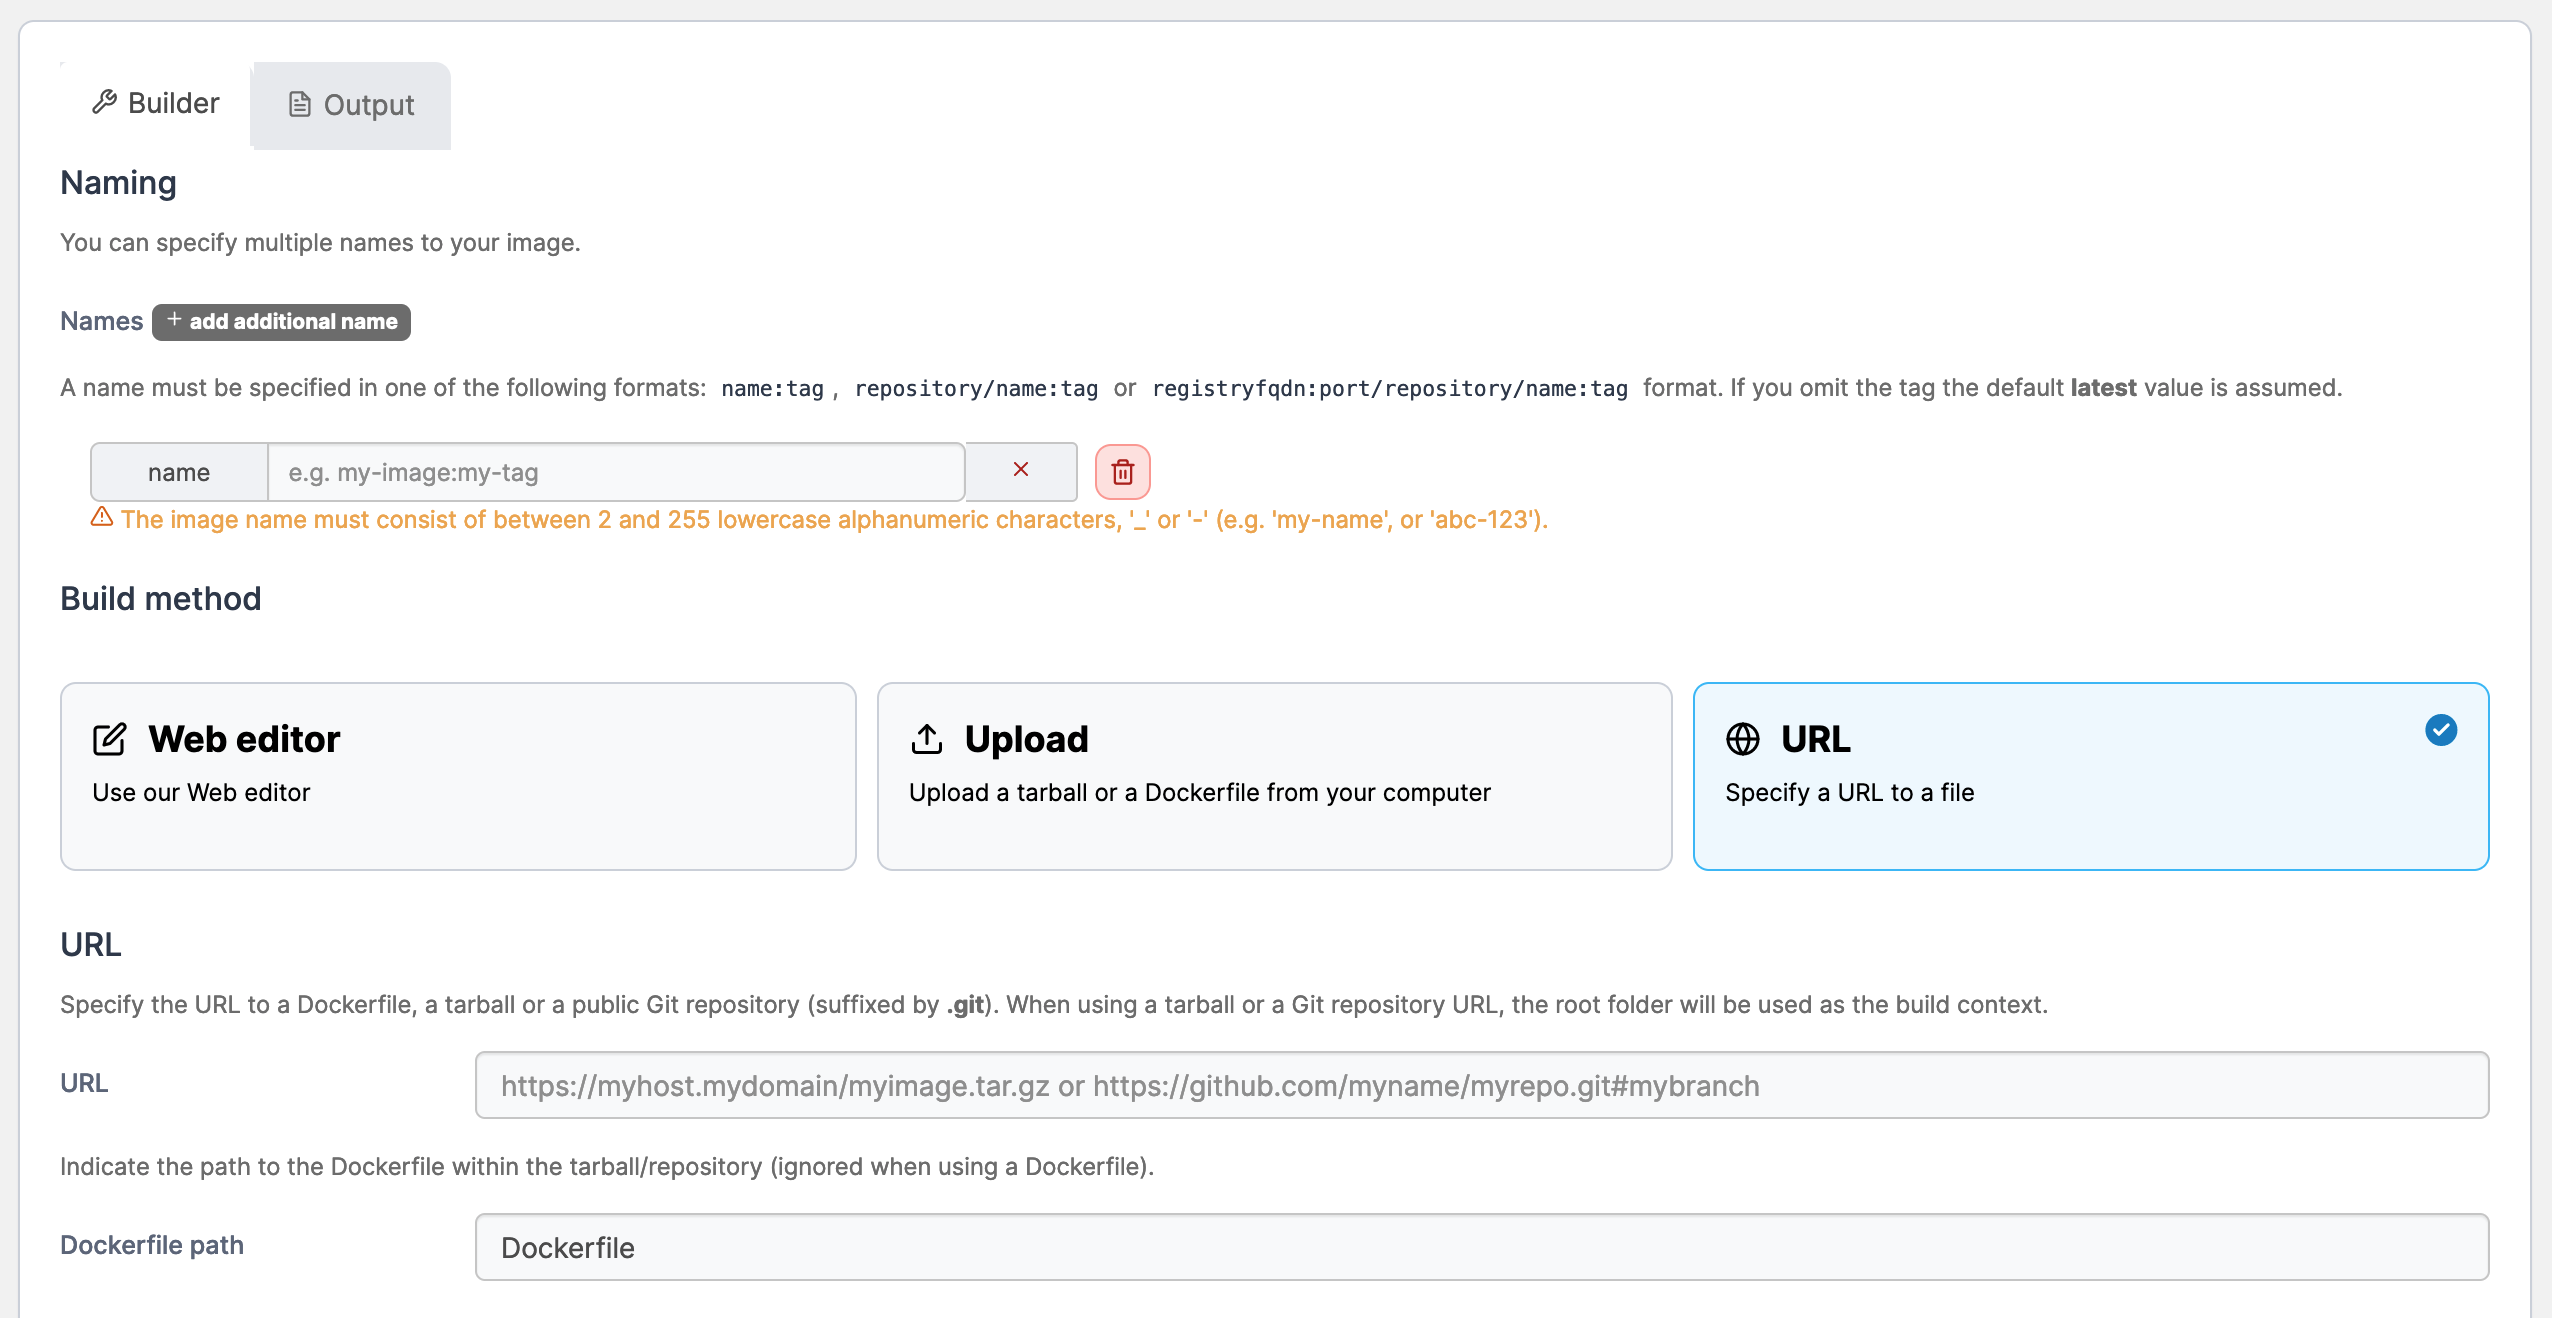 Builder
Output
Naming
You can specify multiple names to your image.
Names + add additional name
A name must be specified in one of the following formats: name:tag , repository/name:tag or registryfqdn:port/repository/name:tag format. If you omit the tag the default latest value is assumed.
name e.g. my-image:my-tag
The image name must consist of between 2 and 255 lowercase alphanumeric characters, '_' or '-' (e.g. 'my-name', or 'abc-123').
Build method
Web editor
Use our Web editor
Upload
Upload a tarball or a Dockerfile from your computer
URL
Specify a URL to a file
URL
Specify the URL to a Dockerfile, a tarball or a public Git repository (suffixed by .git). When using a tarball or a Git repository URL, the root folder will be used as the build context.
URL https://myhost.mydomain/myimage.tar.gz or https://github.com/myname/myrepo.git#mybranch
Indicate the path to the Dockerfile within the tarball/repository (ignored when using a Dockerfile).
Dockerfile path Dockerfile